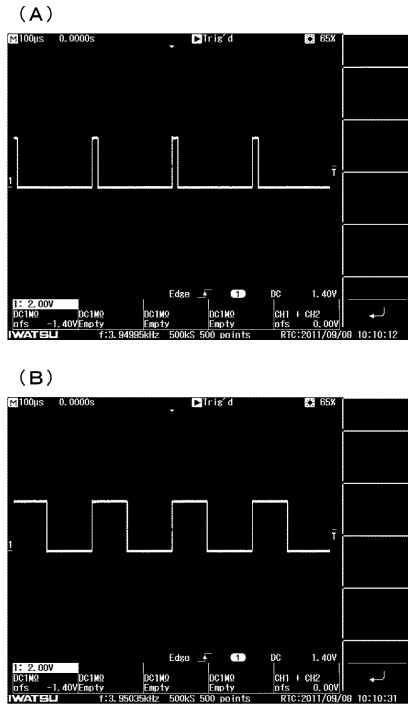 (A)
M 100μs 0.0000s Trig'd 65%
T
1
Edge 1 DC 1.40V
1: 2.00V
DC1MΩ DC1MΩ DC1MΩ DC1MΩ CH1 + CH2
ofs -1.40V Empty Empty Empty ofs 0.00V
IWATSU f:3.94995kHz 500kS 500 points RTC:2011/09/08 10:10:12
(B)
M 100μs 0.0000s Trig'd 65%
T
1
Edge 1 DC 1.40V
1: 2.00V
DC1MΩ DC1MΩ DC1MΩ DC1MΩ CH1 + CH2
ofs -1.40V Empty Empty Empty ofs 0.00V
IWATSU f:3.95035kHz 500kS 500 points RTC:2011/09/08 10:10:31